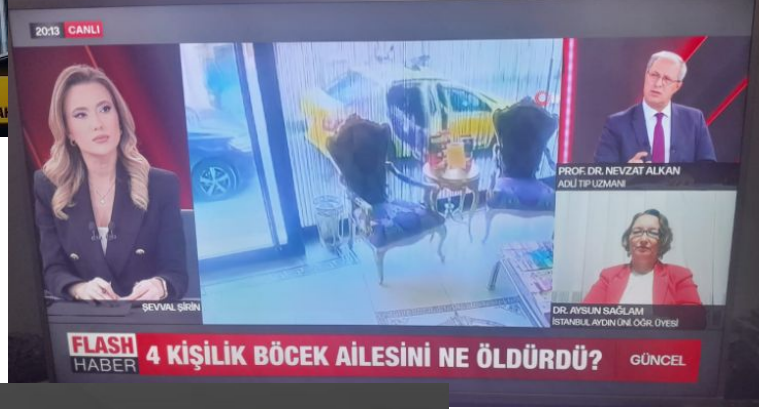 20:13 CANLI
PROF. DR. NEVZAT ALKAN
ADLİ TIP UZMANI
ŞEVVAL ŞİRİN
DR. AYSUN SAĞLAM
İSTANBUL AYDIN ÜNİ. ÖĞR. ÜYESİ
FLASH HABER
4 KİŞİLİK BÖCEK AİLESİNİ NE ÖLDÜRDÜ?
GÜNCEL